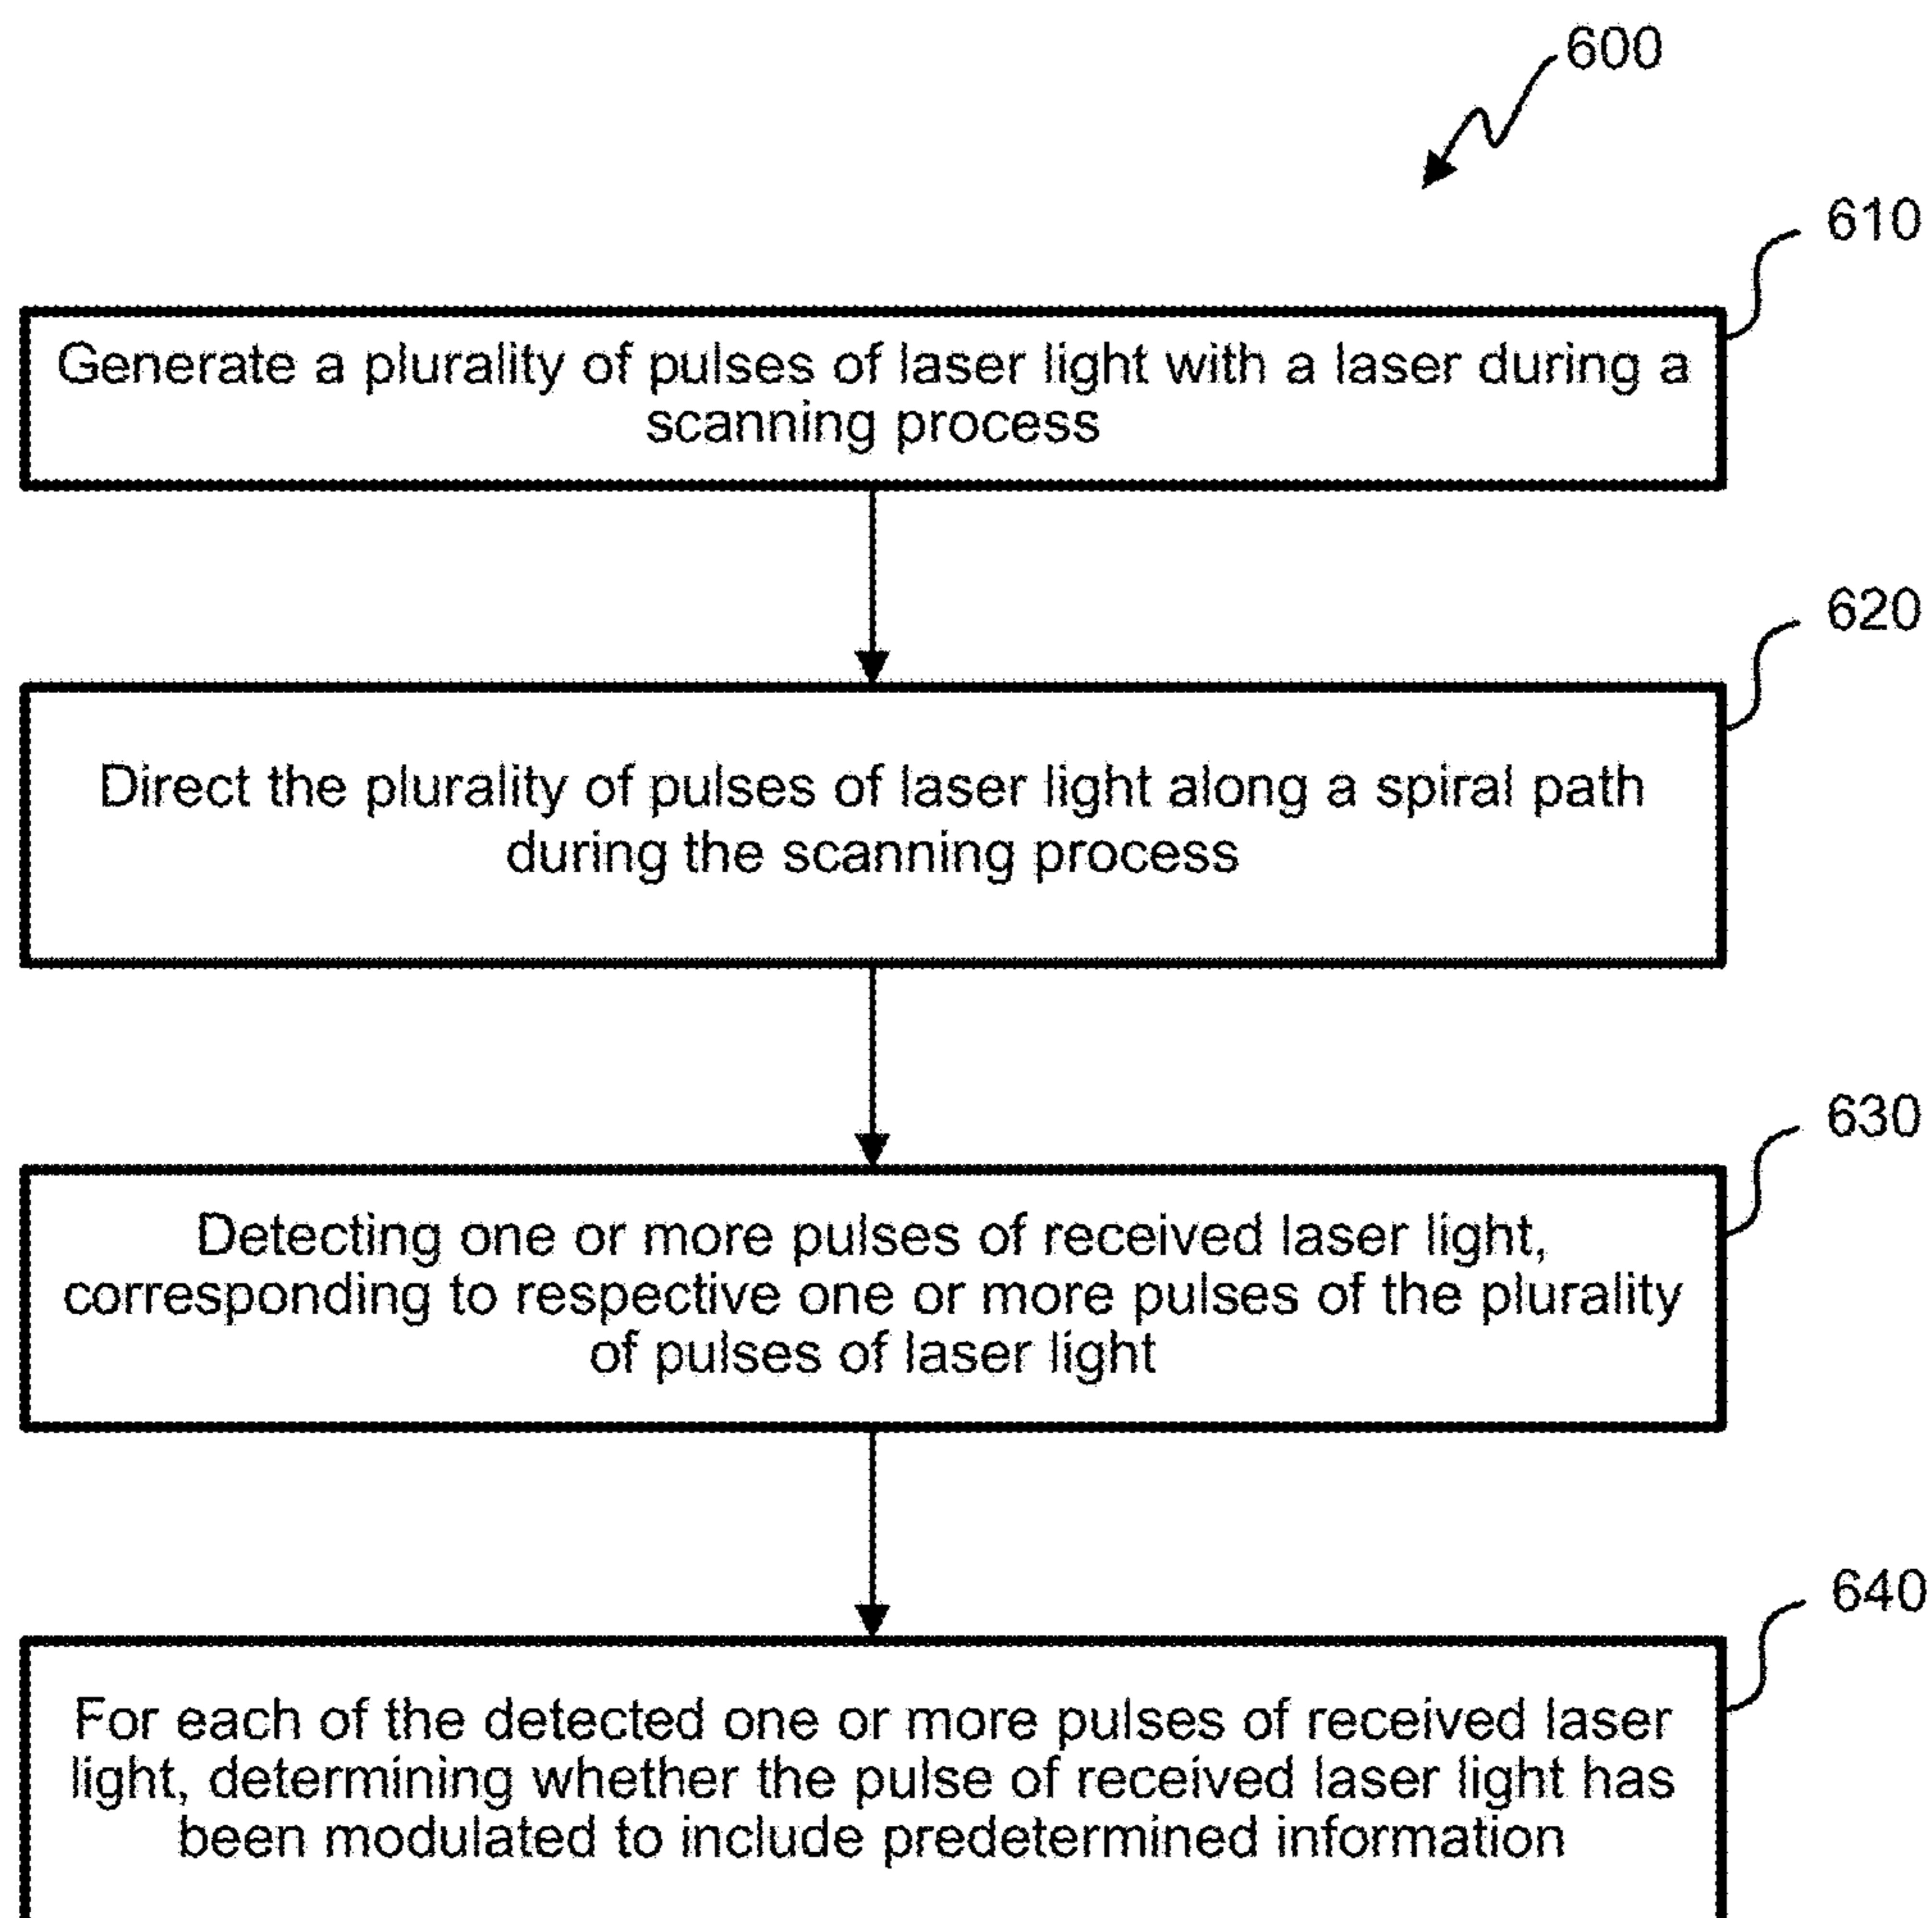 600
610
Generate a plurality of pulses of laser light with a laser during a
scanning process
620
Direct the plurality of pulses of laser light along a spiral path
during the scanning process
630
Detecting one or more pulses of received laser light,
corresponding to respective one or more pulses of the plurality
of pulses of laser light
640
For each of the detected one or more pulses of received laser
light, determining whether the pulse of received laser light has
been modulated to include predetermined information